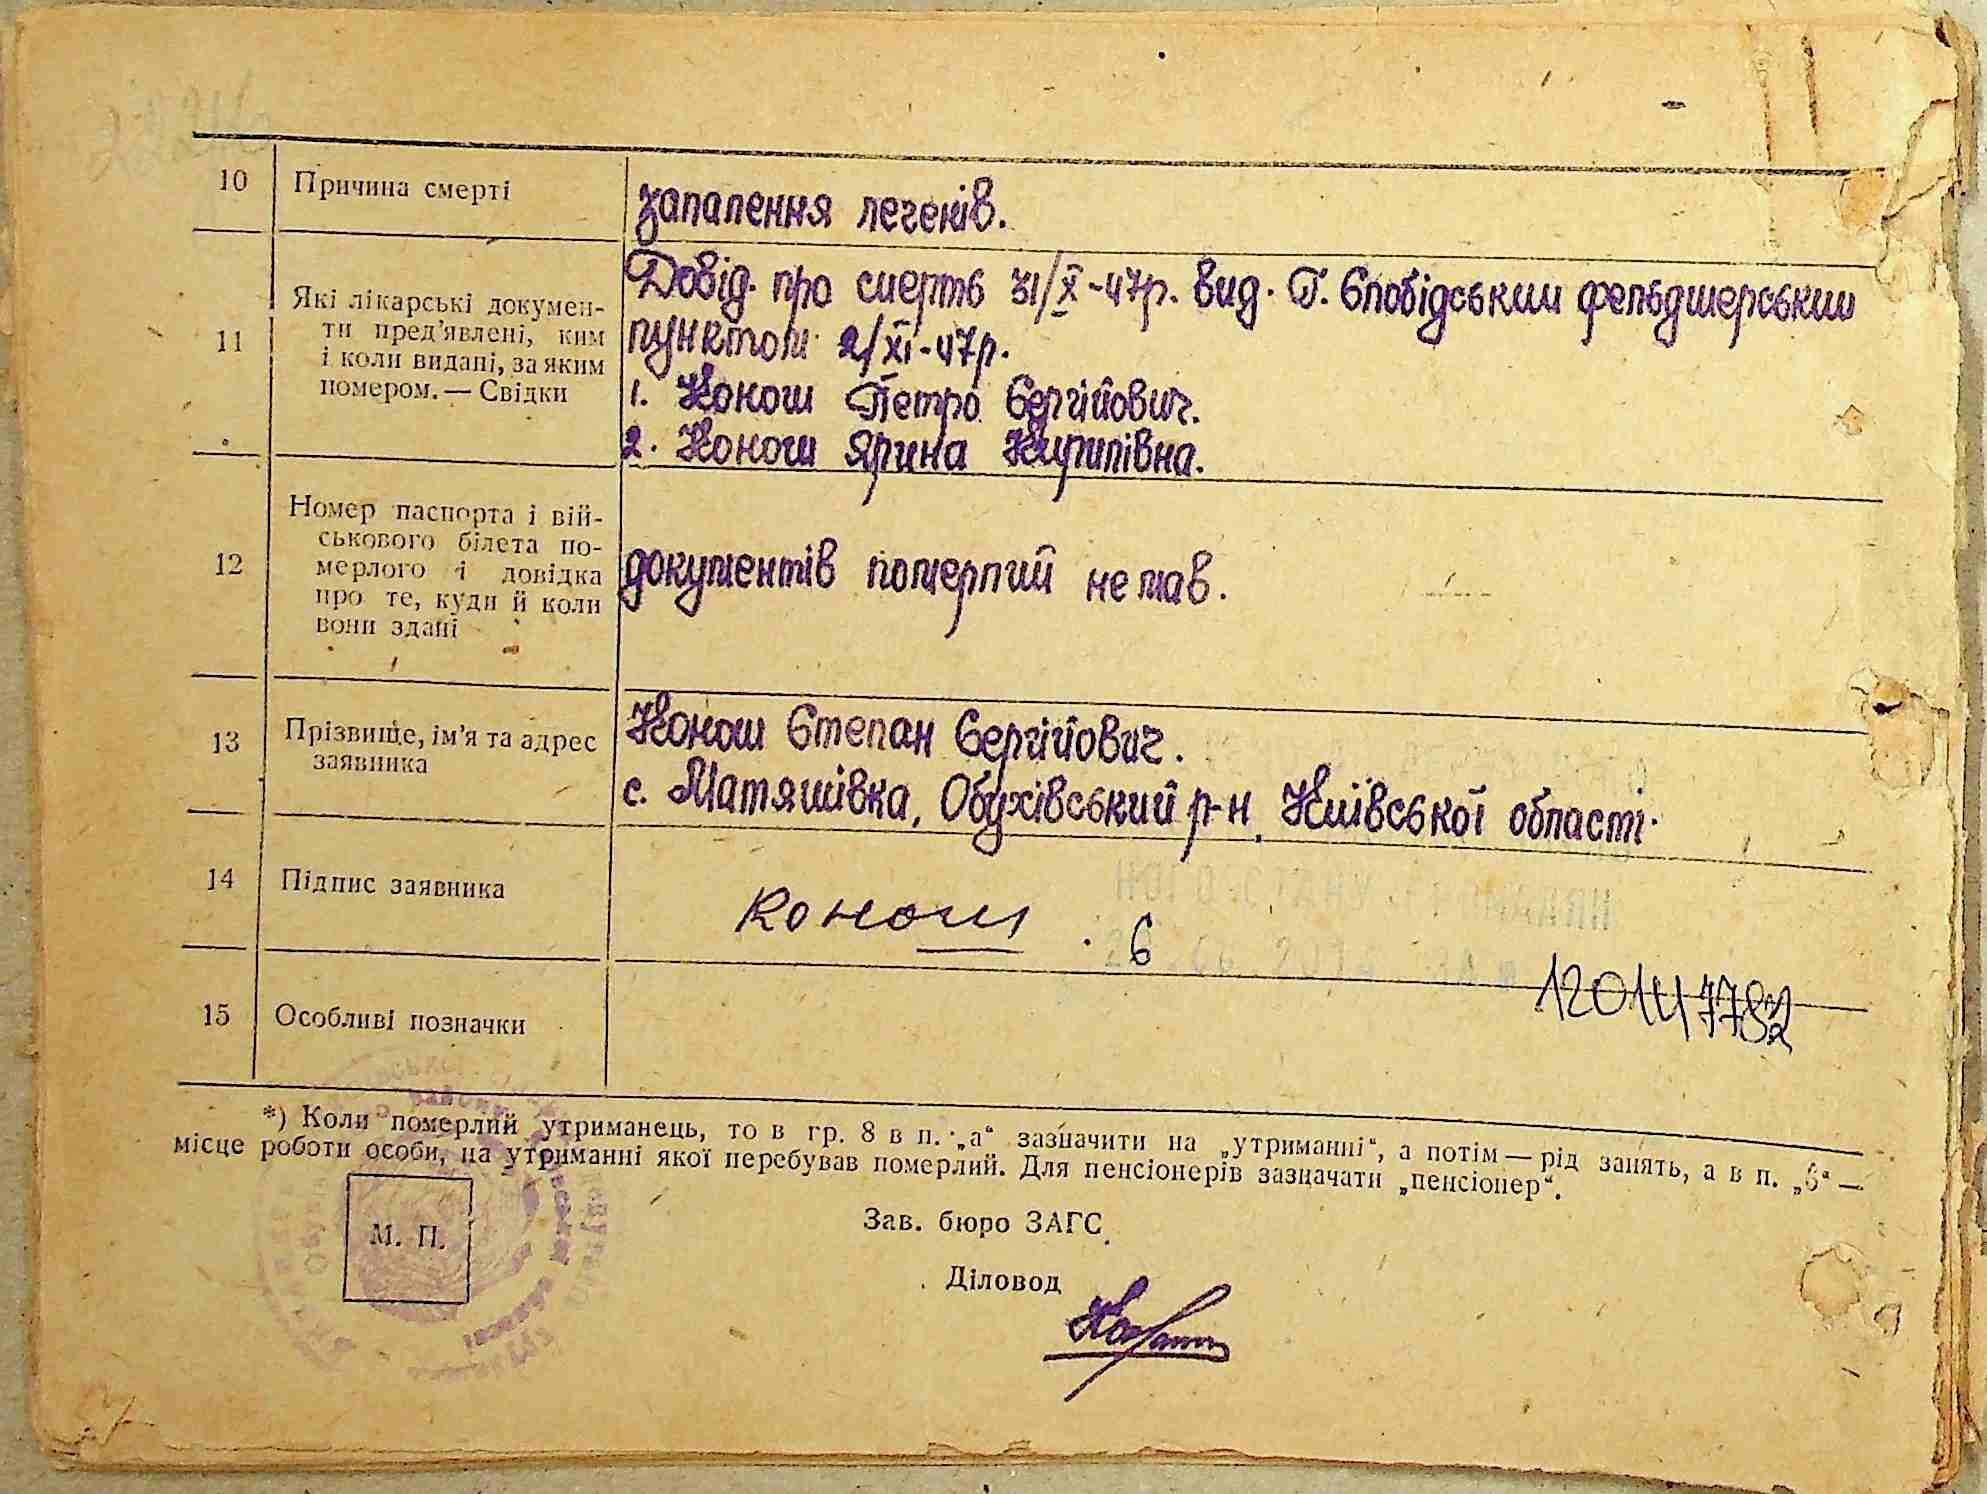 10 Причина смерті
запалення легенів.
11 Які лікарські докумен-
ти пред'явлені, ким
і коли видані, за яким
номером. — Свідки
Довід. про смерть 31/X-47р. вид. Г. Слобідським фельдшерським
пунктом 2/XI-47р.
1. Конош Петро Сергійович.
2. Конош Ярина Кирилівна.
12 Номер паспорта і вій-
ськового білета по-
мерлого і довідка
про те, куди й коли
вони здані
документів померлий не мав.
13 Прізвище, ім'я та адрес
заявника
Конош Степан Сергійович.
с. Матяшівка, Обухівський р-н, Київської області.
14 Підпис заявника
Конош
15 Особливі позначки
*) Коли померлий утриманець, то в гр. 8 в п. „а“ зазначити на „утриманні“, а потім — рід занять, а в п. „б“ —
місце роботи особи, на утриманні якої перебував померлий. Для пенсіонерів зазначати „пенсіонер“.
М. П.
Зав. бюро ЗАГС
Діловод